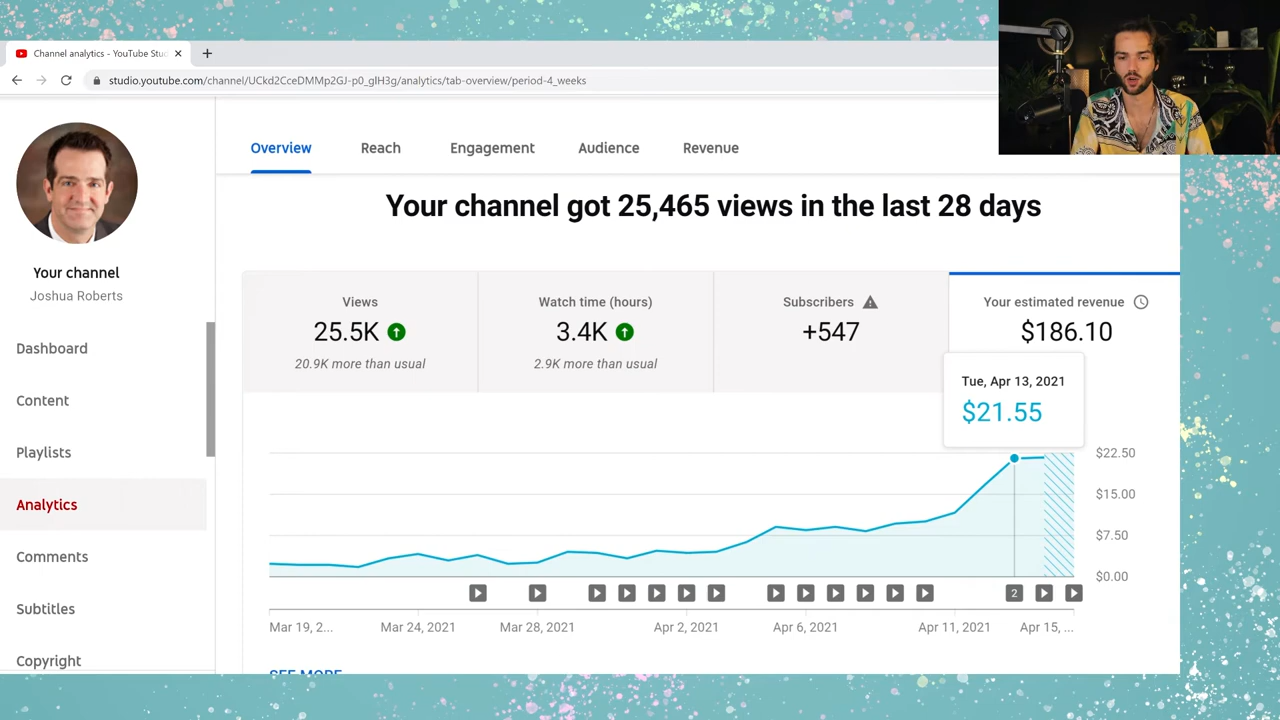 Channel analytics - YouTube Stu
studio.youtube.com/channel/UCkd2CceDMMp2GJ-p0_glH3g/analytics/tab-overview/period-4_weeks
Overview
Reach
Engagement
Audience
Revenue
Your channel got 25,465 views in the last 28 days
Your channel
Joshua Roberts
Dashboard
Content
Playlists
Analytics
Comments
Subtitles
Copyright
Views
25.5K
20.9K more than usual
Watch time (hours)
3.4K
2.9K more than usual
Subscribers
+547
Your estimated revenue
$186.10
Tue, Apr 13, 2021
$21.55
$22.50
$15.00
$7.50
$0.00
2
Mar 19, 2...
Mar 24, 2021
Mar 28, 2021
Apr 2, 2021
Apr 6, 2021
Apr 11, 2021
Apr 15, ...
SEE MORE